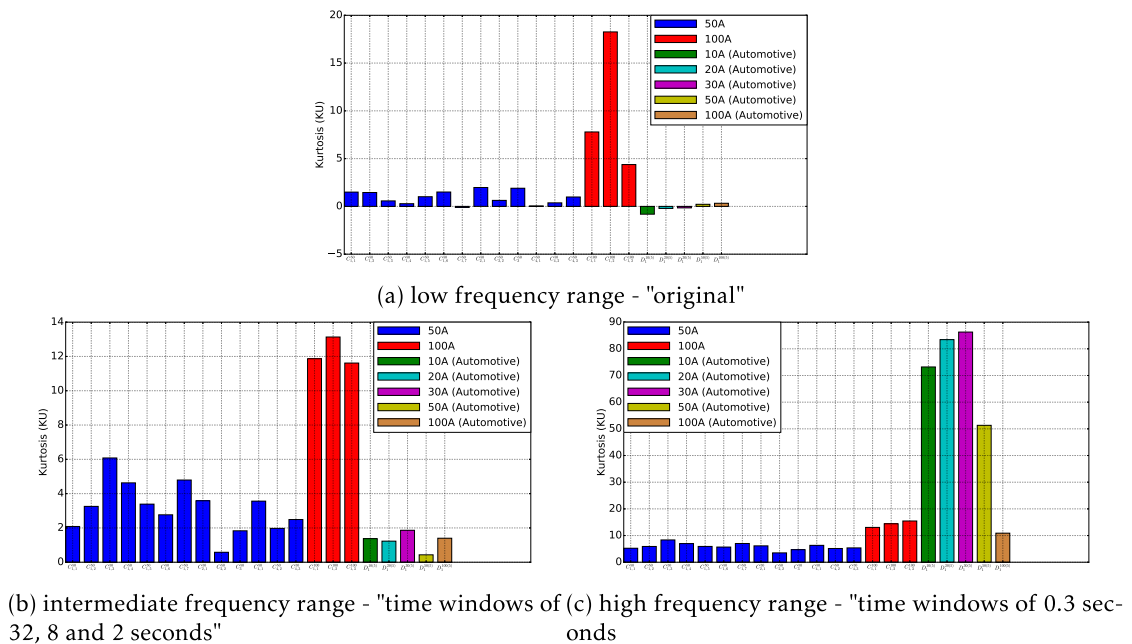 20
15
10
5
0
−5
Kurtosis (KU)
50A
100A
10A (Automotive)
20A (Automotive)
30A (Automotive)
50A (Automotive)
100A (Automotive)
(a) low frequency range - "original"
14
12
10
8
6
4
2
0
Kurtosis (KU)
50A
100A
10A (Automotive)
20A (Automotive)
30A (Automotive)
50A (Automotive)
100A (Automotive)
90
80
70
60
50
40
30
20
10
0
Kurtosis (KU)
50A
100A
10A (Automotive)
20A (Automotive)
30A (Automotive)
50A (Automotive)
100A (Automotive)
(b) intermediate frequency range - "time windows of
32, 8 and 2 seconds"
(c) high frequency range - "time windows of 0.3 sec-
onds